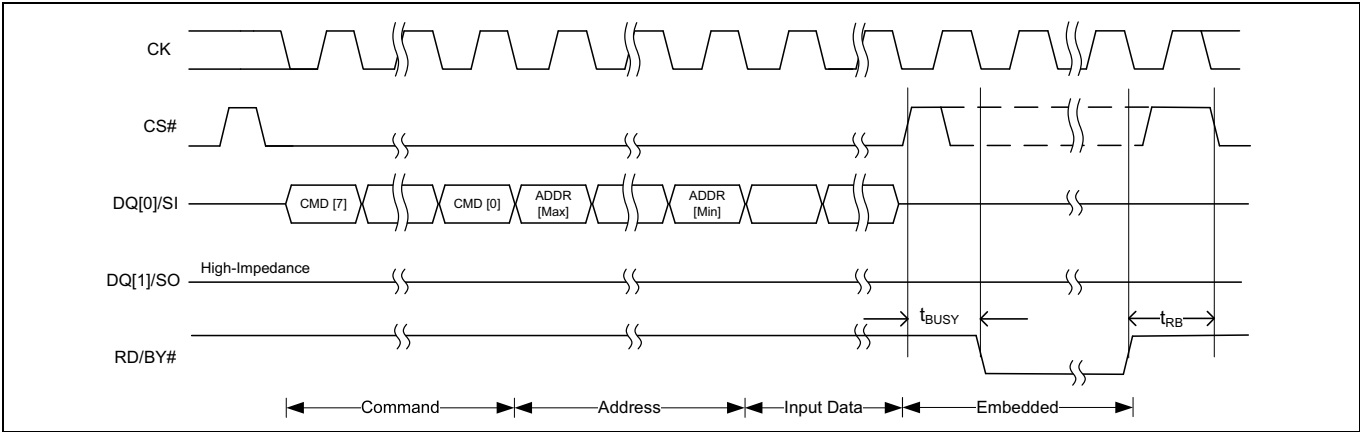 CK
CS#
DQ[0]/SI
CMD [7]
CMD [0]
ADDR
[Max]
ADDR
[Min]
High-Impedance
DQ[1]/SO
tBUSY
tRB
RD/BY#
Command
Address
Input Data
Embedded